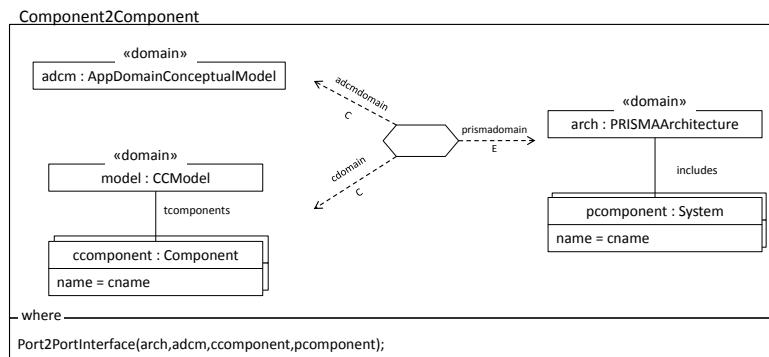 Component2Component
«domain»
adcm : AppDomainConceptualModel
adcmdomain
C
prismadomain
E
«domain»
arch : PRISMAArchitecture
«domain»
model : CCModel
cdomain
C
includes
tcomponents
pcomponent : System
name = cname
ccomponent : Component
name = cname
where
Port2PortInterface(arch,adcm,ccomponent,pcomponent);